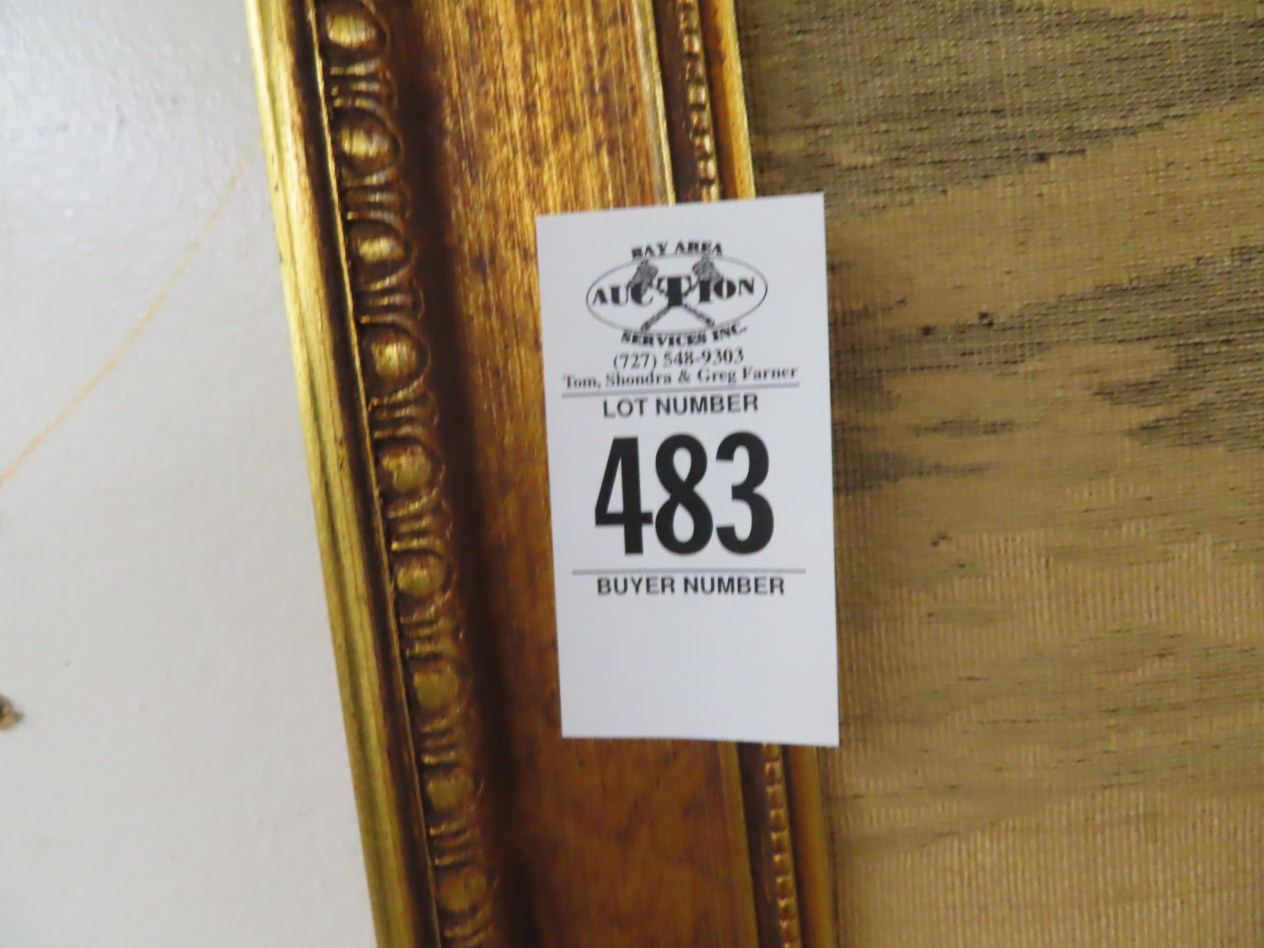 BAY AREA
AUCTION
SERVICES INC.
(727) 548-9303
Tom, Shondra & Greg Farner
LOT NUMBER
483
BUYER NUMBER